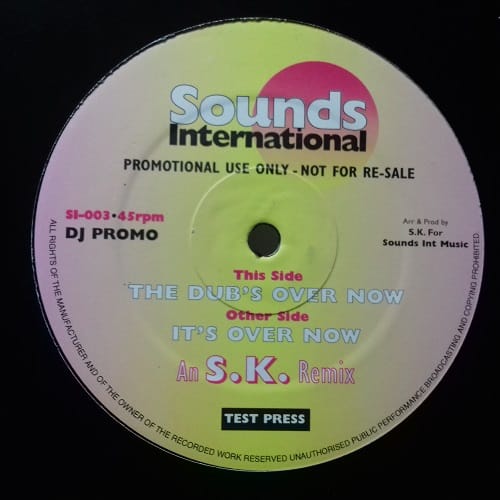 Sounds
International
PROMOTIONAL USE ONLY - NOT FOR RE-SALE
SI-003 • 45rpm
DJ PROMO
Arr & Prod by
S.K. For
Sounds Int Music
This Side
THE DUB'S OVER NOW
Other Side
IT'S OVER NOW
An S.K. Remix
TEST PRESS
ALL RIGHTS OF THE MANUFACTURER AND OF THE OWNER OF THE RECORDED WORK RESERVED UNAUTHORISED PUBLIC PERFORMANCE BROADCASTING AND COPYING PROHIBITED.